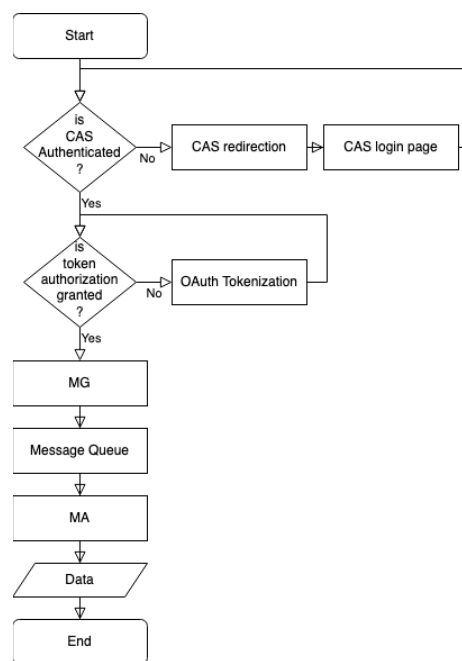 Start
is
CAS
Authenticated
?
No
CAS redirection
CAS login page
Yes
is
token
authorization
granted
?
No
OAuth Tokenization
Yes
MG
Message Queue
MA
Data
End